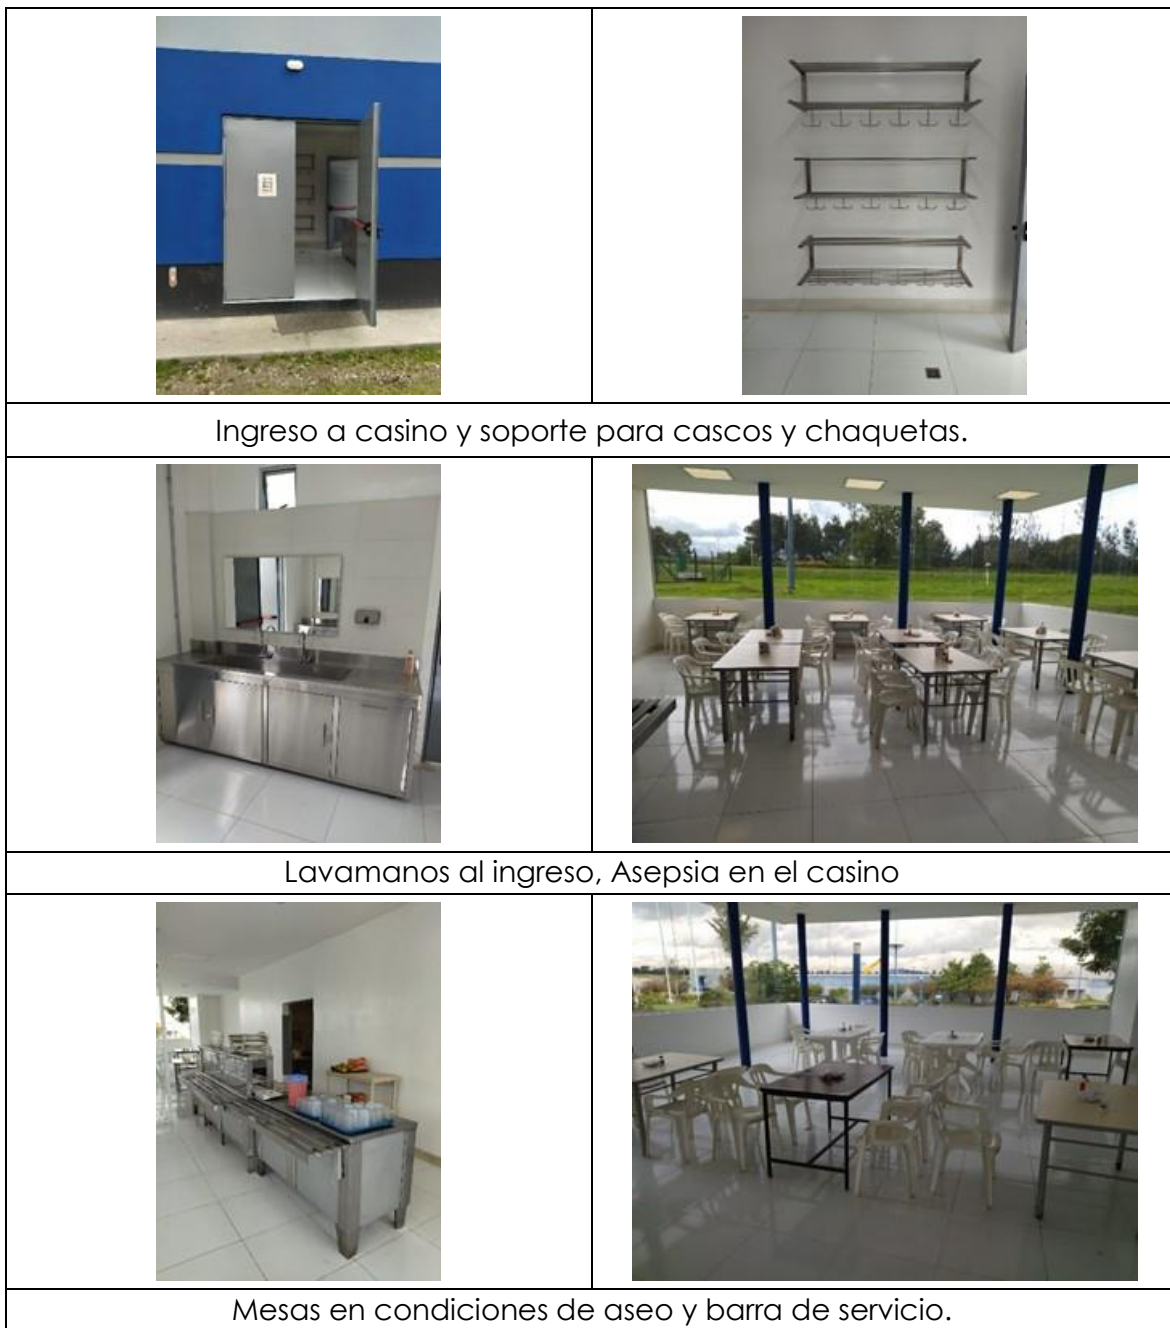 Ingreso a casino y soporte para cascos y chaquetas.
Lavamanos al ingreso, Asepsia en el casino
Mesas en condiciones de aseo y barra de servicio.